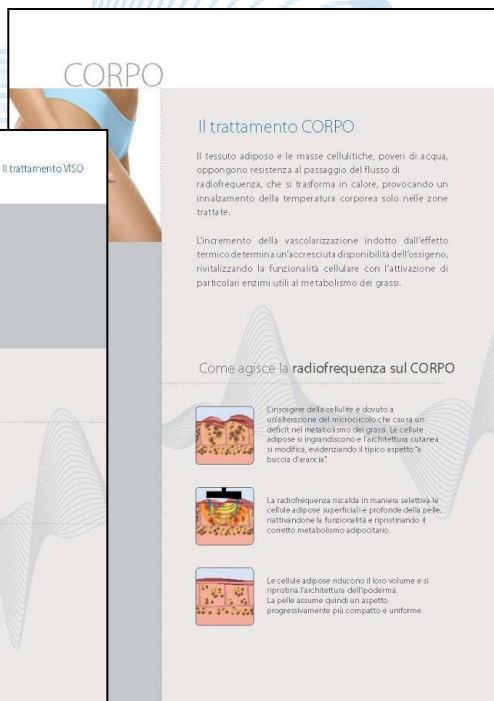 CORPO
Il trattamento VISO
Il trattamento CORPO
Il tessuto adiposo e le masse cellulitiche, poveri di acqua,
oppongono resistenza al passaggio del flusso di
radiofrequenza, che si trasforma in calore, provocando un
innalzamento della temperatura corporea solo nelle zone
trattate.
L'incremento della vascolarizzazione indotto dall'effetto
termico determina un'accresciuta disponibilità dell'ossigeno,
rivitalizzando la funzionalità cellulare con l'attivazione di
particolari enzimi utili al metabolismo dei grassi.
Come agisce la radiofrequenza sul CORPO
L'insorgere della cellulite è dovuto a
un'alterazione del microcircolo che causa un
deficit nel metabolismo dei grassi. Le cellule
adipose si ingrandiscono e l'architettura cutanea
si modifica, evidenziando il tipico aspetto "a
buccia d'arancia".
La radiofrequenza riscalda in maniera selettiva le
cellule adipose superficiali e profonde della pelle,
riattivandone la funzionalità e ripristinando il
corretto metabolismo adipocitario.
Le cellule adipose riducono il loro volume e si
ripristina l'architettura dell'ipoderma.
La pelle assume quindi un aspetto
progressivamente più compatto e uniforme.